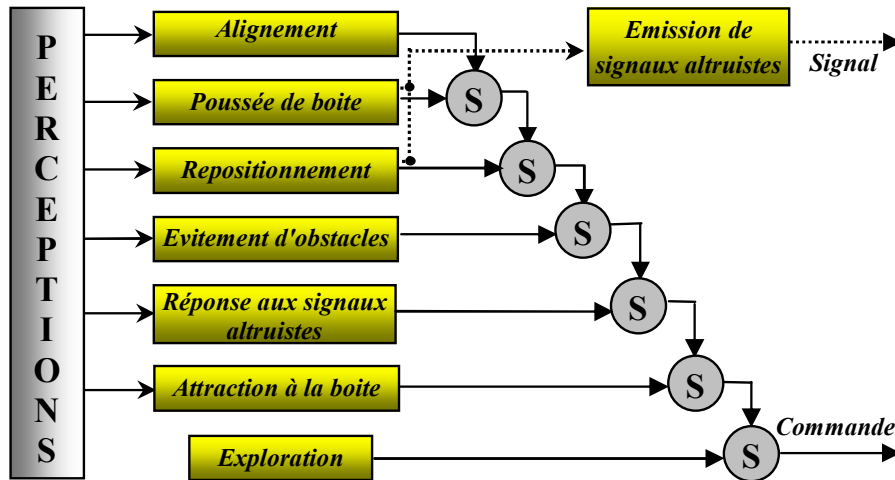 PERCEPTIONS
Alignement
Emission de
signaux altruistes
Signal
Poussée de boite
S
Repositionnement
S
Evitement d'obstacles
S
Réponse aux signaux
altruistes
S
Attraction à la boite
S
Commande
Exploration
S